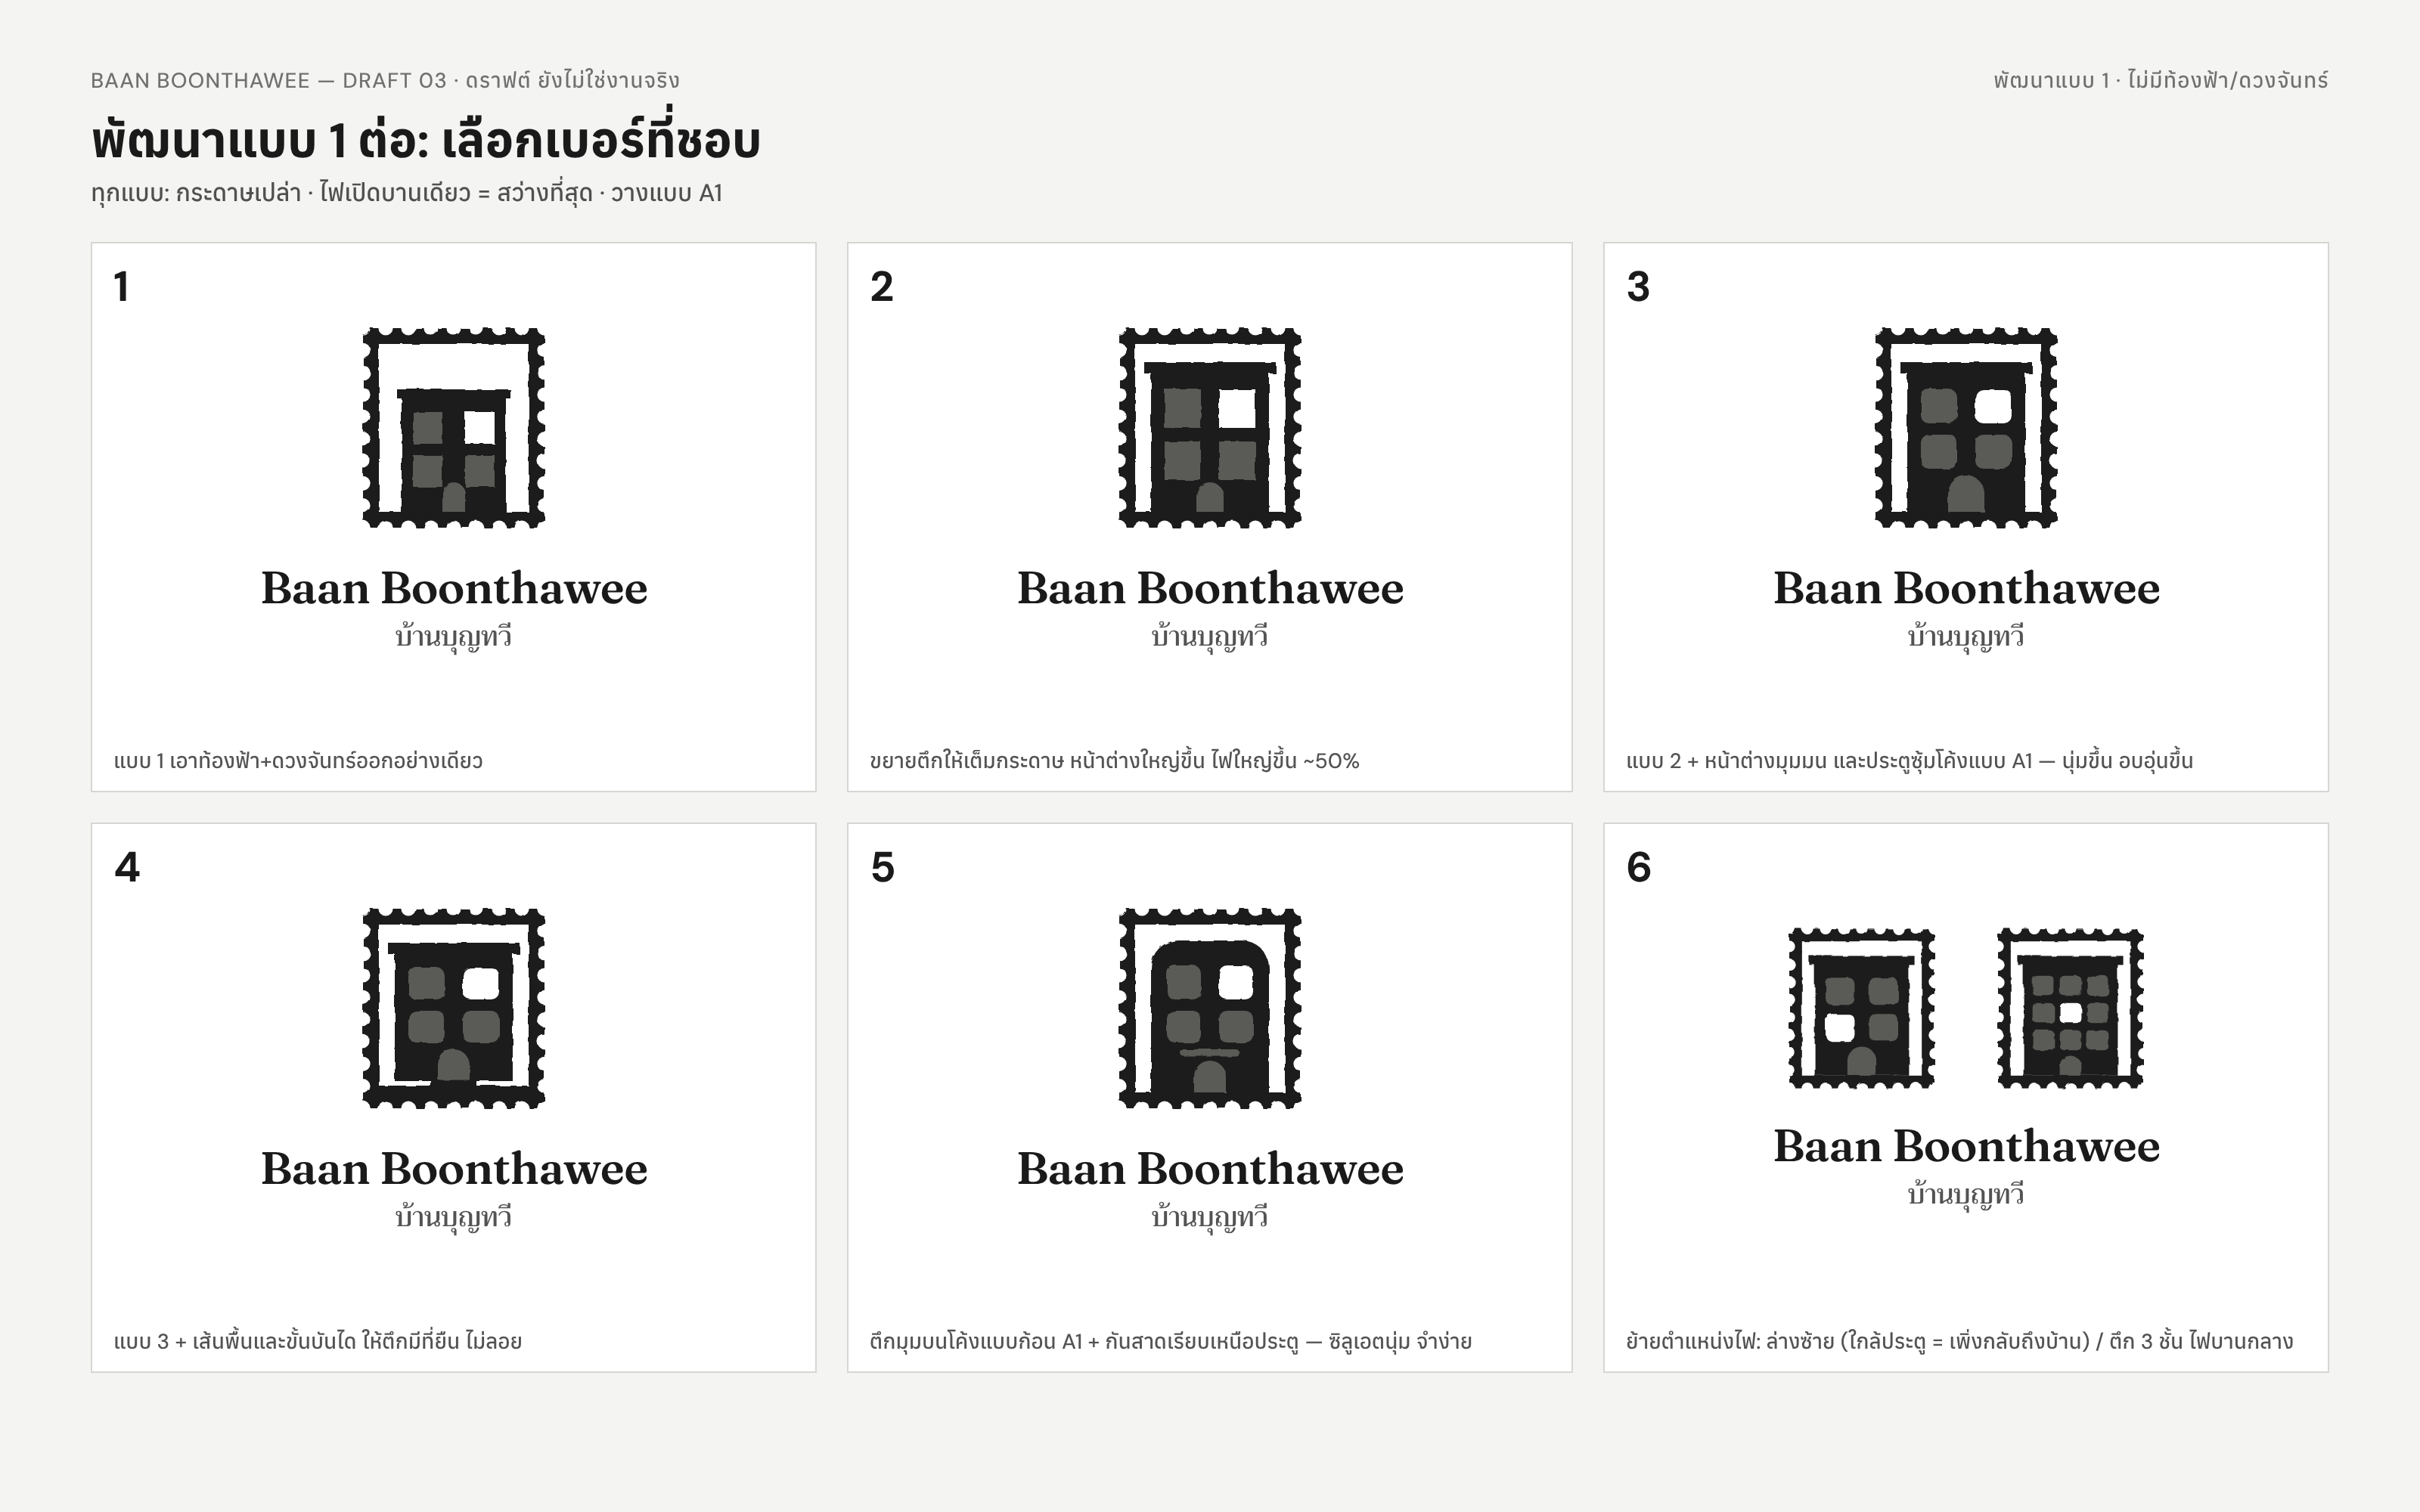 BAAN BOONTHAWEE — DRAFT 03 · ดราฟต์ ยังไม่ใช่งานจริง
พัฒนาแบบ 1 · ไม่มีท้องฟ้า/ดวงจันทร์
พัฒนาแบบ 1 ต่อ: เลือกเบอร์ที่ชอบ
ทุกแบบ: กระดาษเปล่า · ไฟเปิดบานเดียว = สว่างที่สุด · วางแบบ A1
1
Baan Boonthawee
บ้านบุญทวี
แบบ 1 เอาท้องฟ้า+ดวงจันทร์ออกอย่างเดียว
2
Baan Boonthawee
บ้านบุญทวี
ขยายตึกให้เต็มกระดาษ หน้าต่างใหญ่ขึ้น ไฟใหญ่ขึ้น ~50%
3
Baan Boonthawee
บ้านบุญทวี
แบบ 2 + หน้าต่างมุมมน และประตูซุ้มโค้งแบบ A1 — นุ่มขึ้น อบอุ่นขึ้น
4
Baan Boonthawee
บ้านบุญทวี
แบบ 3 + เส้นพื้นและขั้นบันได ให้ตึกมีที่ยืน ไม่ลอย
5
Baan Boonthawee
บ้านบุญทวี
ตึกมุมบนโค้งแบบก้อน A1 + กันสาดเรียบเหนือประตู — ซิลูเอตนุ่ม จำง่าย
6
Baan Boonthawee
บ้านบุญทวี
ย้ายตำแหน่งไฟ: ล่างซ้าย (ใกล้ประตู = เพิ่งกลับถึงบ้าน) / ตึก 3 ชั้น ไฟบานกลาง